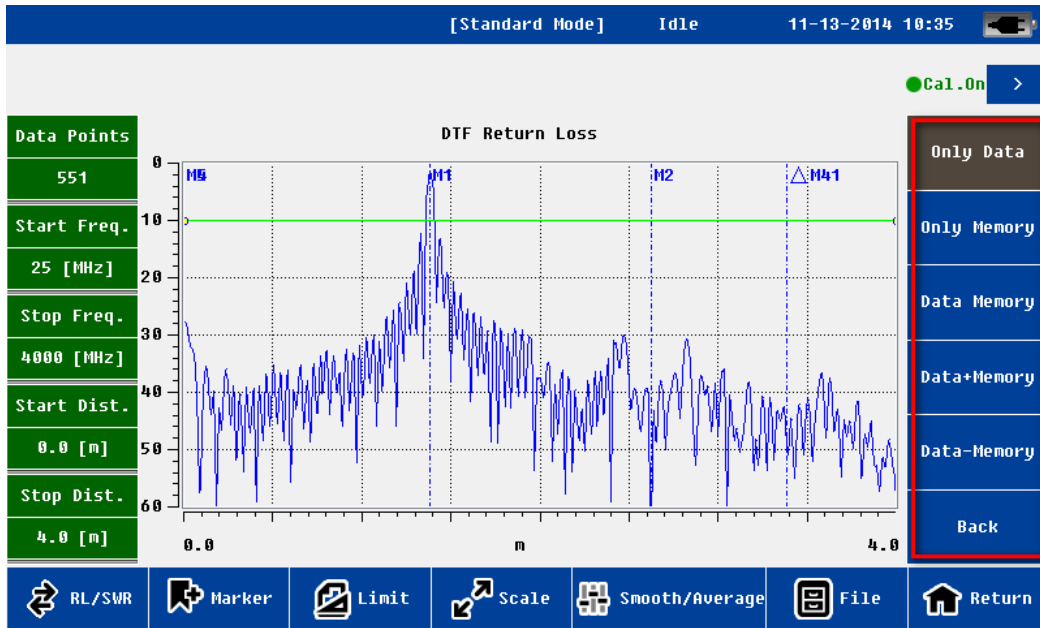 [Standard Mode] Idle 11-13-2014 10:35
Cal.On >
Data Points
551
Start Freq.
25 [MHz]
Stop Freq.
4000 [MHz]
Start Dist.
0.0 [m]
Stop Dist.
4.0 [m]
DTF Return Loss
M1 M2 M41
0
10
20
30
40
50
60
0.0 m 4.0
Only Data
Only Memory
Data Memory
Data+Memory
Data-Memory
Back
RL/SWR Marker Limit Scale Smooth/Average File Return